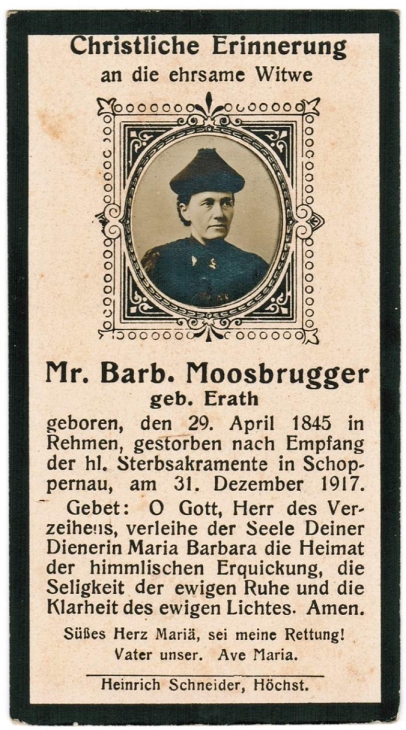 Christliche Erinnerung
an die ehrsame Witwe
Mr. Barb. Moosbrugger
geb. Erath
geboren, den 29. April 1845 in
Rehmen, gestorben nach Empfang
der hl. Sterbsakramente in Schop-
pernau, am 31. Dezember 1917.
Gebet: O Gott, Herr des Ver-
zeihens, verleihe der Seele Deiner
Dienerin Maria Barbara die Heimat
der himmlischen Erquickung, die
Seligkeit der ewigen Ruhe und die
Klarheit des ewigen Lichtes. Amen.
Süßes Herz Mariä, sei meine Rettung!
Vater unser. Ave Maria.
Heinrich Schneider, Höchst.